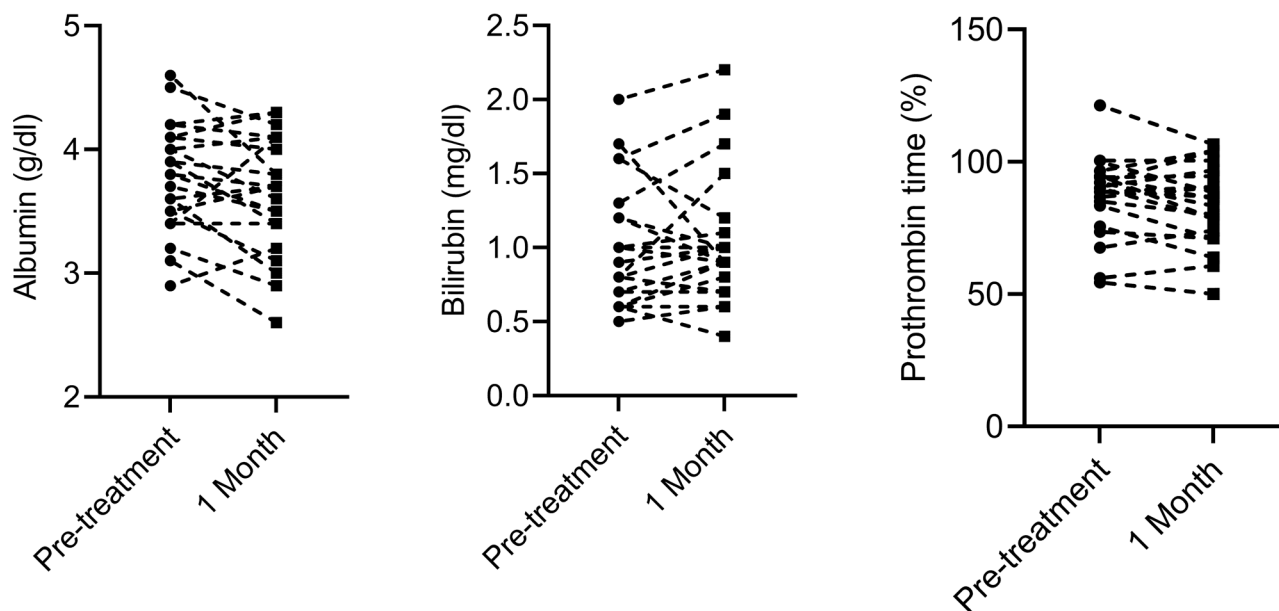 Albumin (g/dl)
5
4
3
2
Pre-treatment
1 Month
Bilirubin (mg/dl)
2.5
2.0
1.5
1.0
0.5
0.0
Pre-treatment
1 Month
Prothrombin time (%)
150
100
50
0
Pre-treatment
1 Month